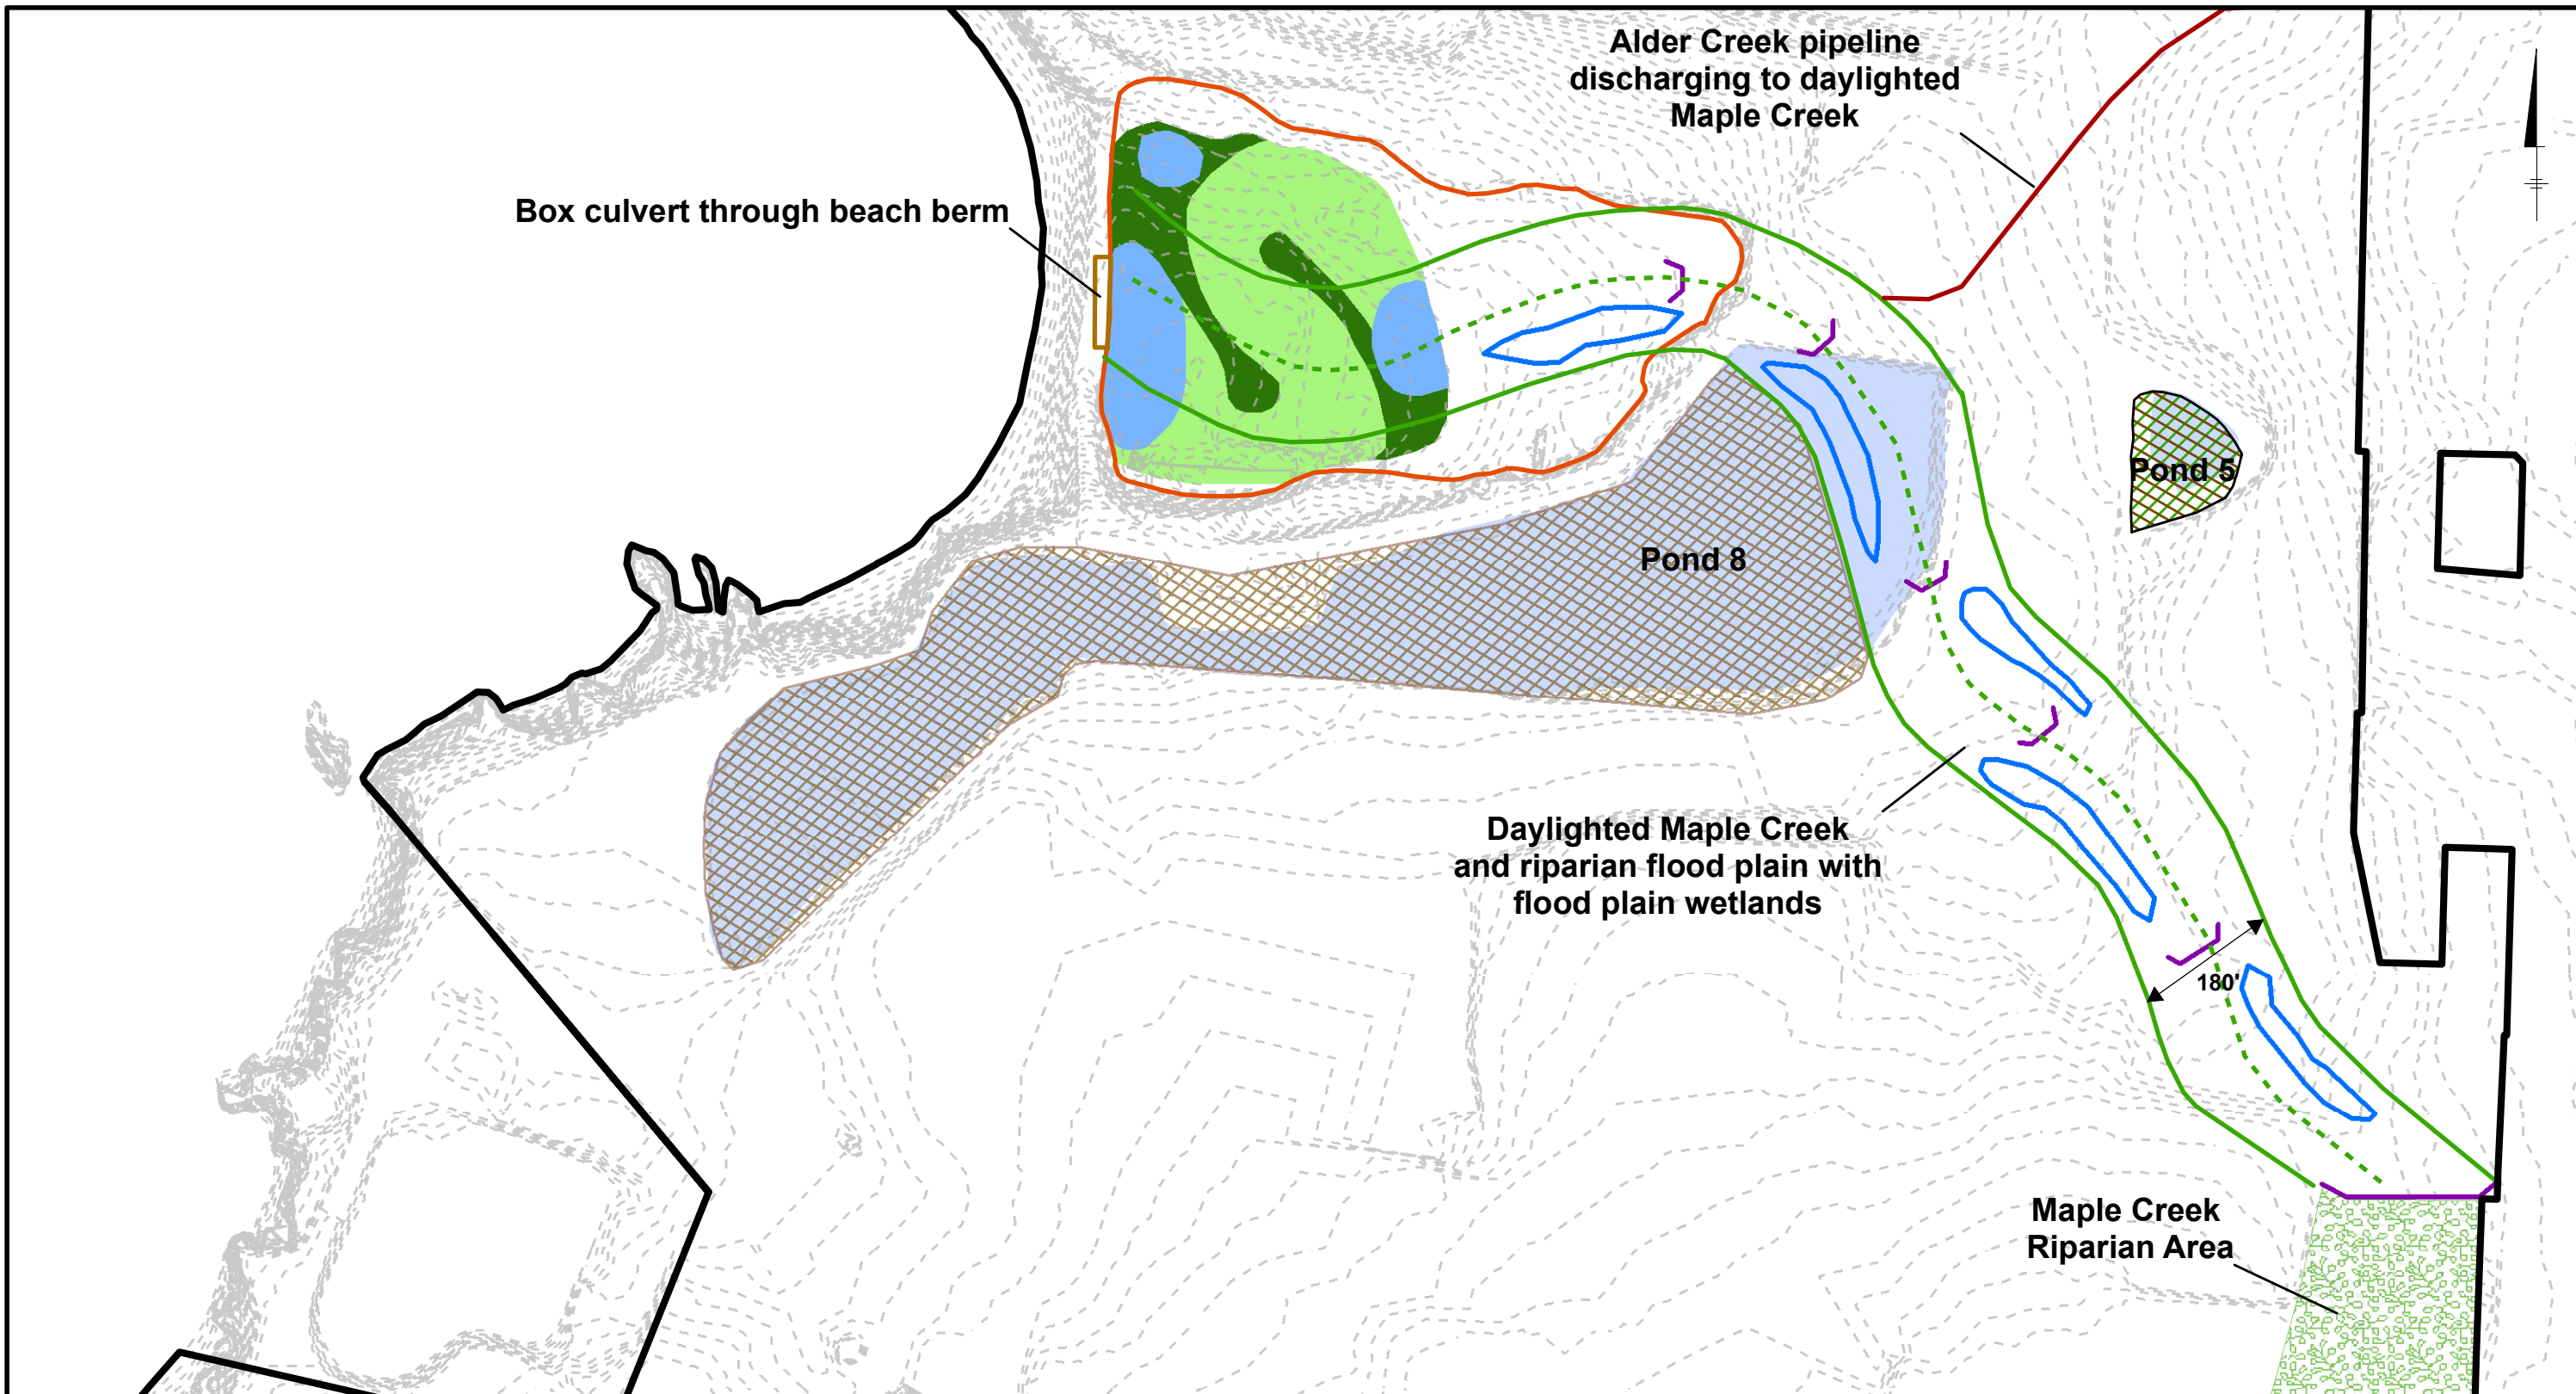 Alder Creek pipeline
discharging to daylighted
Maple Creek
Box culvert through beach berm
Pond 5
Pond 8
Daylighted Maple Creek
and riparian flood plain with
flood plain wetlands
180'
Maple Creek
Riparian Area